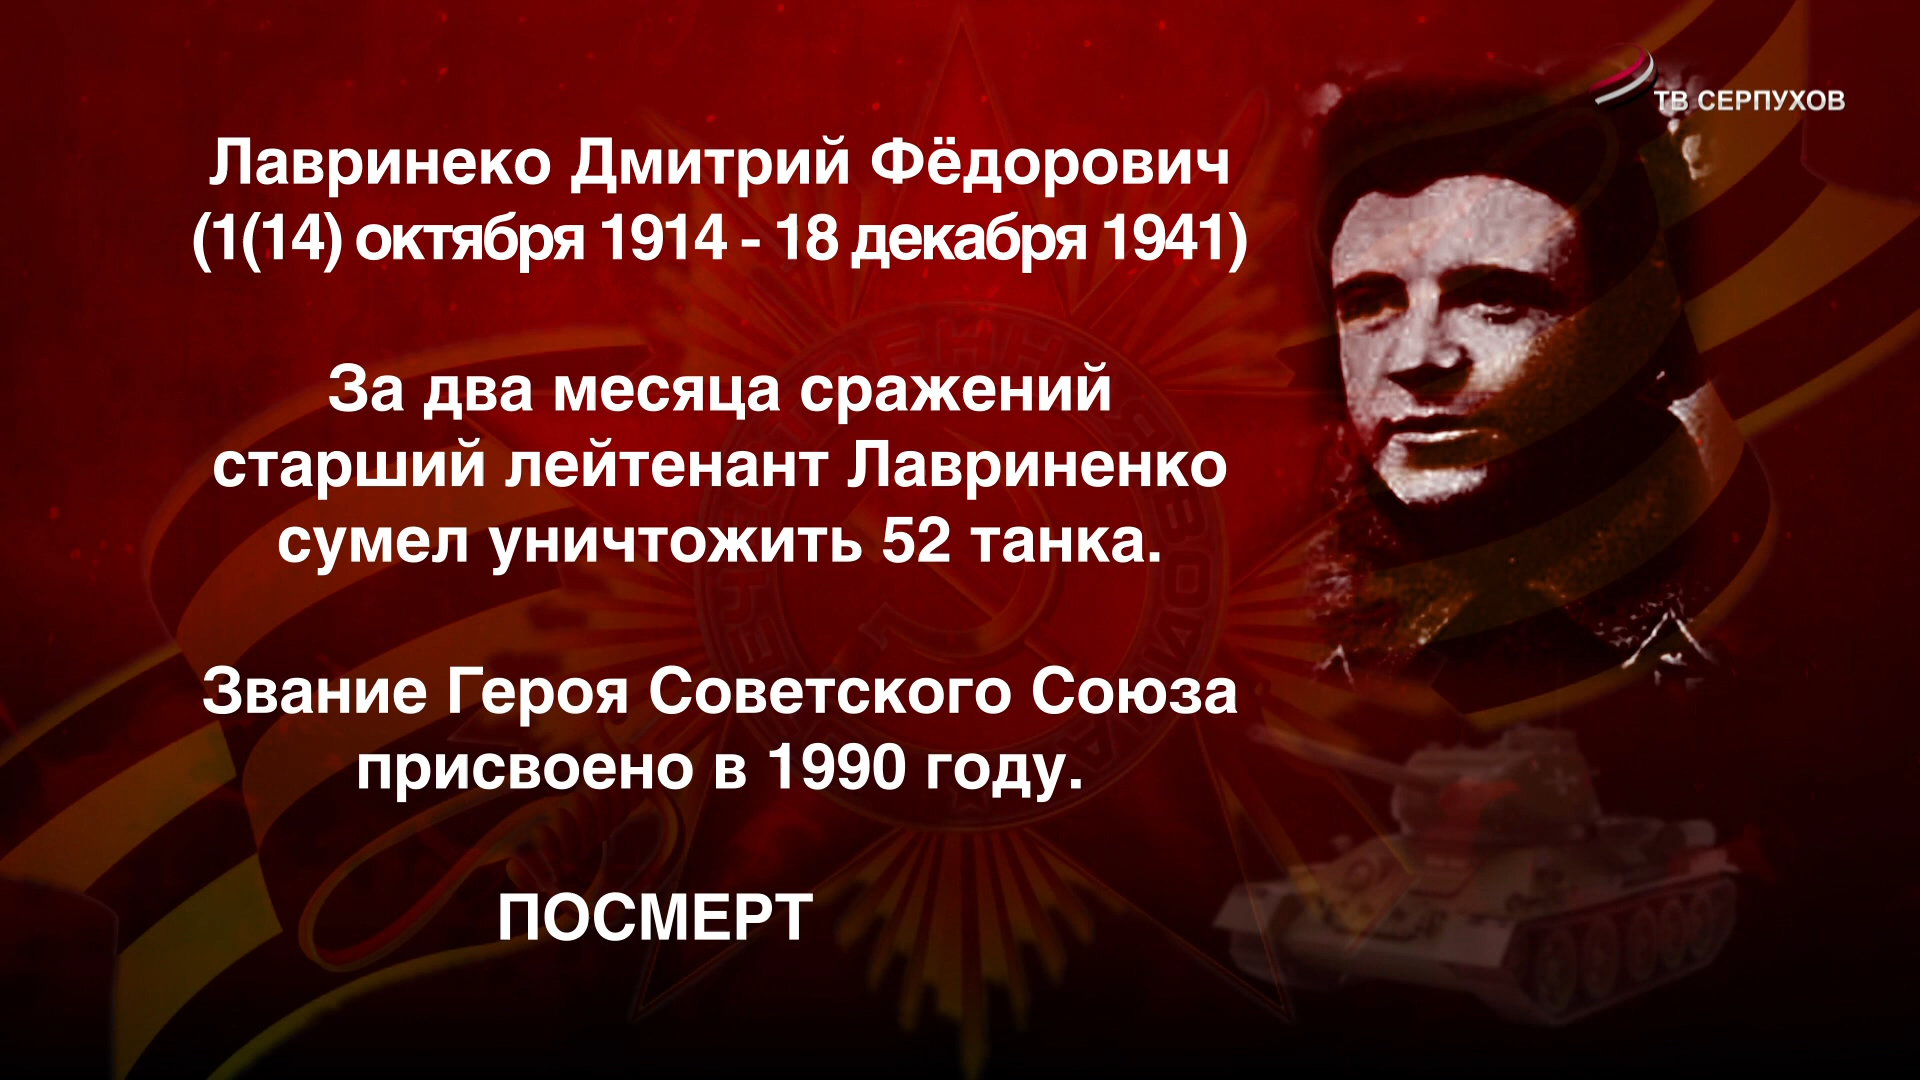 ТВ СЕРПУХОВ
Лавринеко Дмитрий Фёдорович
(1(14) октября 1914 - 18 декабря 1941)
За два месяца сражений
старший лейтенант Лавриненко
сумел уничтожить 52 танка.
Звание Героя Советского Союза
присвоено в 1990 году.
ПОСМЕРТ